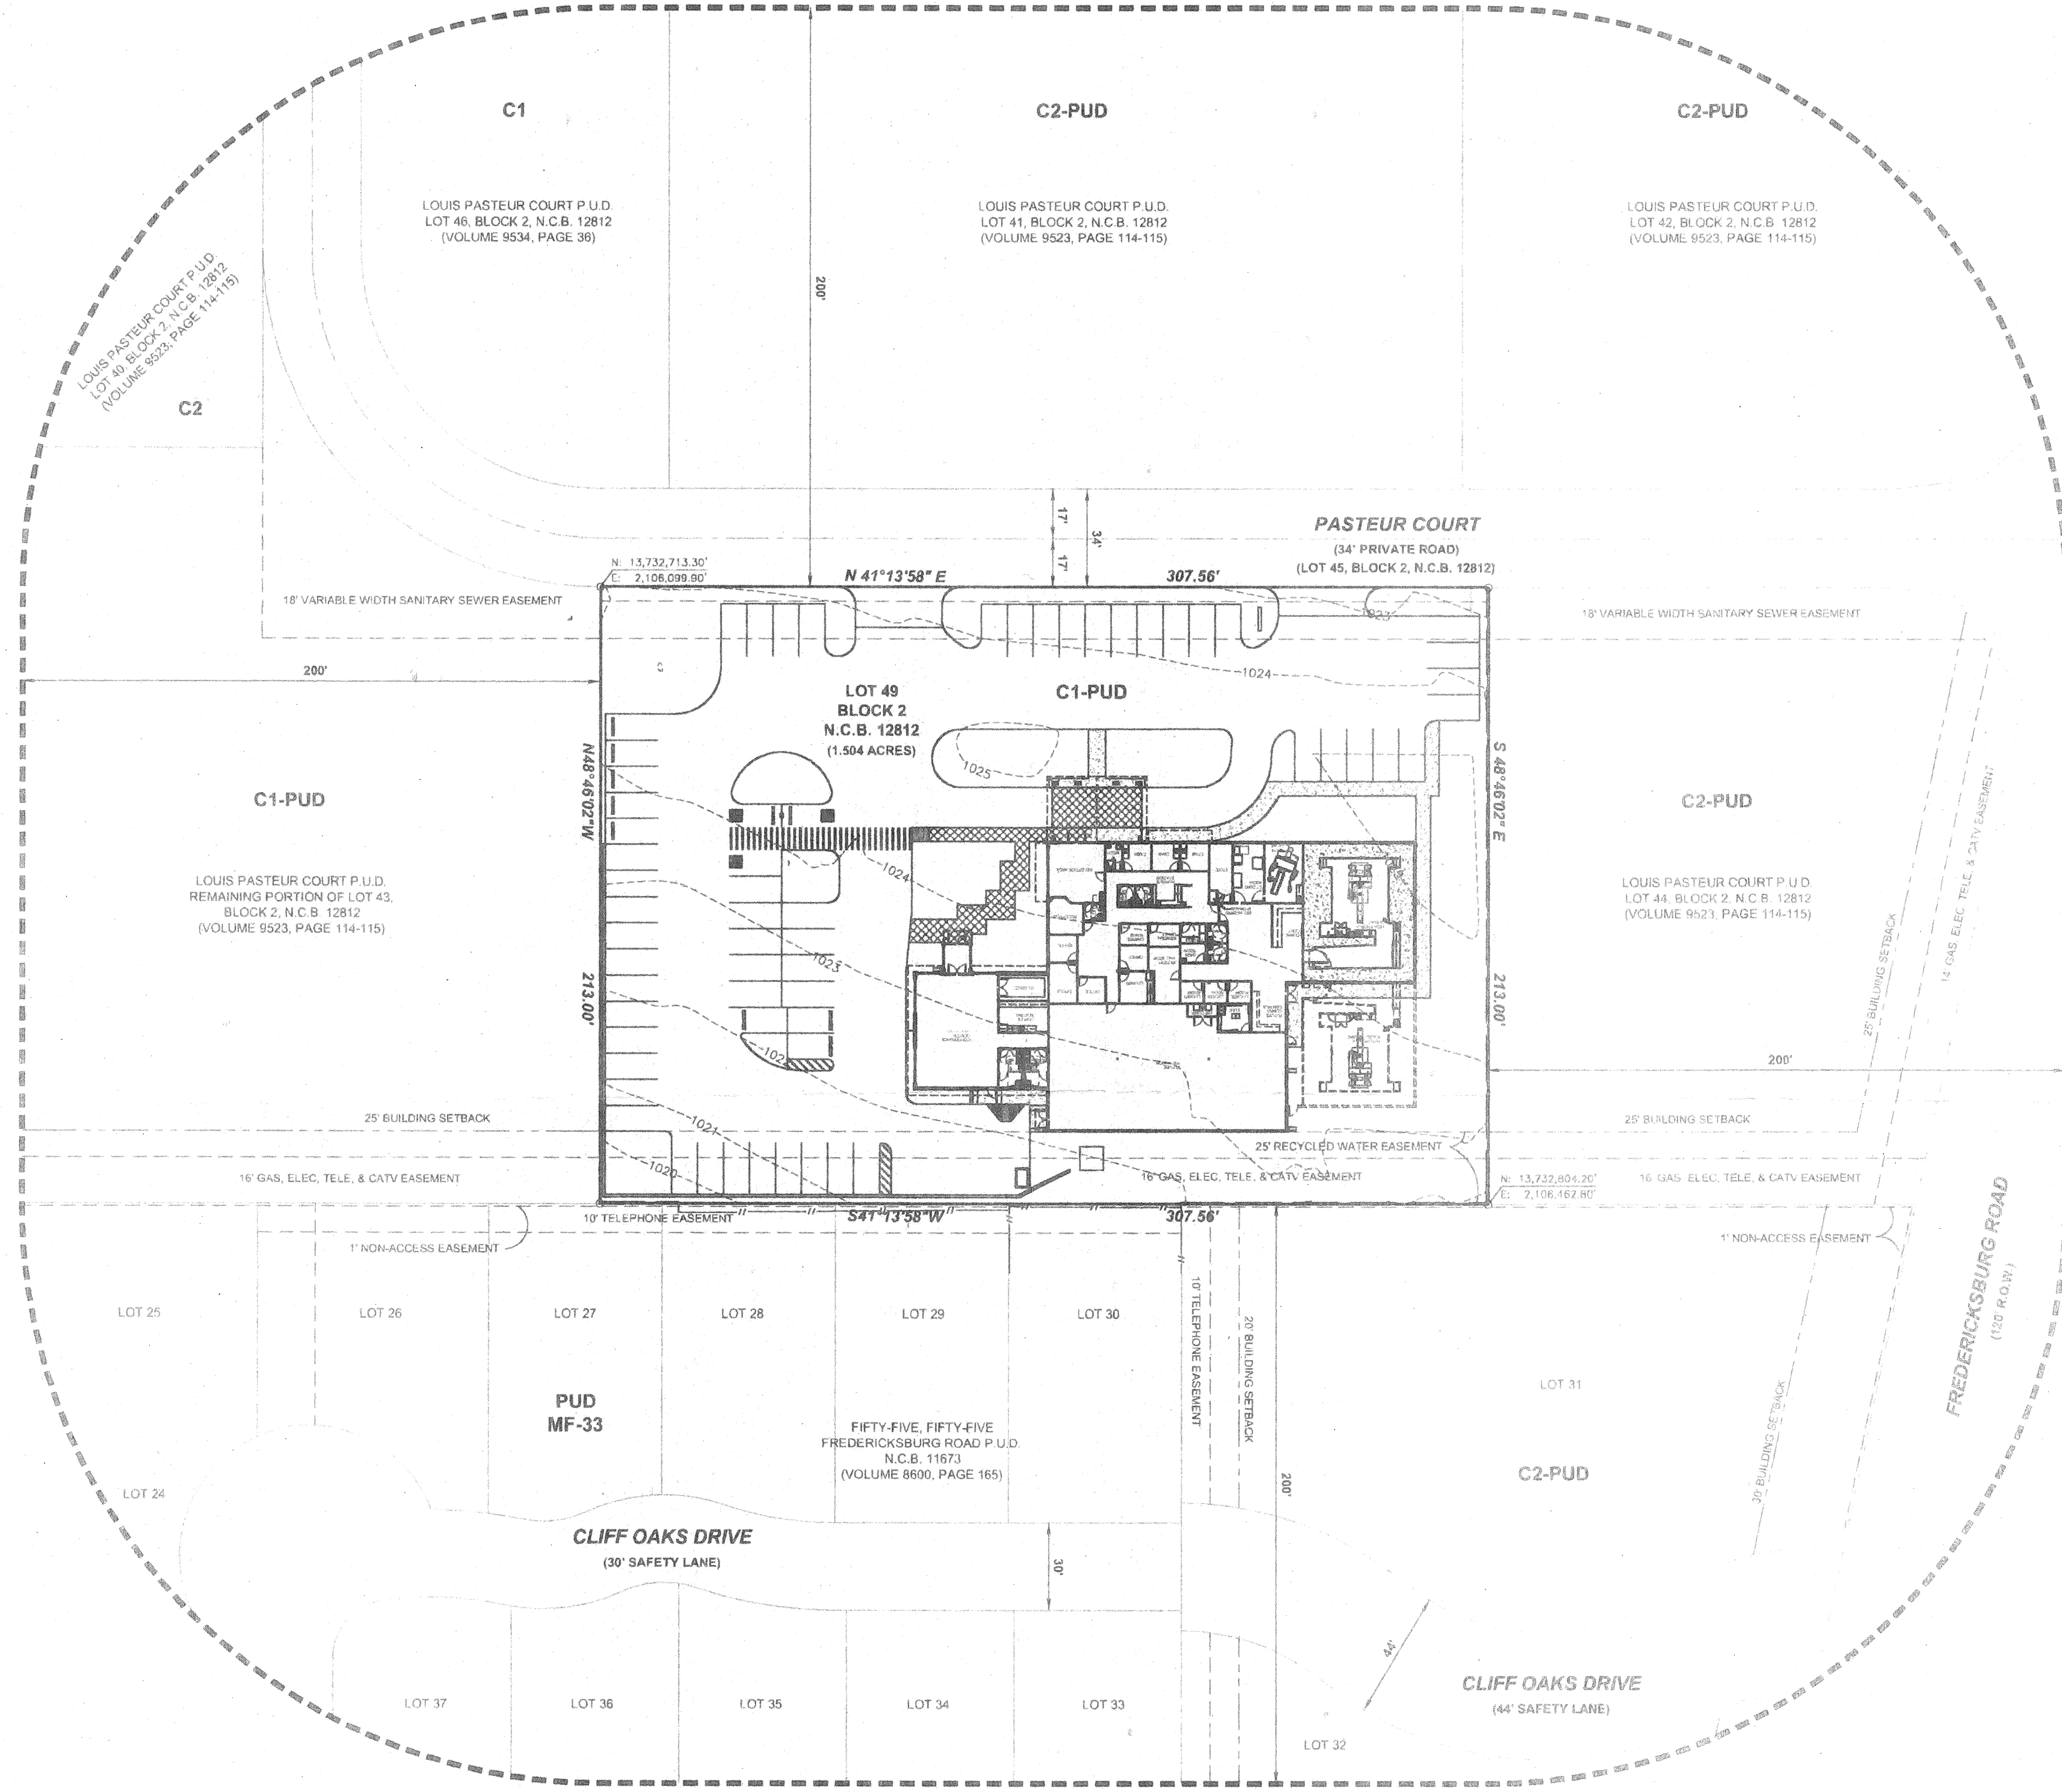 C1
C2-PUD
C2-PUD
LOUIS PASTEUR COURT P.U.D.
LOT 46, BLOCK 2, N.C.B. 12812
(VOLUME 9534, PAGE 36)
LOUIS PASTEUR COURT P.U.D.
LOT 41, BLOCK 2, N.C.B. 12812
(VOLUME 9523, PAGE 114-115)
LOUIS PASTEUR COURT P.U.D.
LOT 42, BLOCK 2, N.C.B. 12812
(VOLUME 9523, PAGE 114-115)
LOUIS PASTEUR COURT P.U.D.
LOT 40, BLOCK 2, N.C.B. 12812
(VOLUME 9523, PAGE 114-115)
C2
200'
17'
17'
34'
PASTEUR COURT
(34' PRIVATE ROAD)
(LOT 45, BLOCK 2, N.C.B. 12812)
N: 13,732,713.30'
E: 2,106,099.90'
N 41°13'58" E
307.56'
18' VARIABLE WIDTH SANITARY SEWER EASEMENT
1023
18' VARIABLE WIDTH SANITARY SEWER EASEMENT
200'
1024
LOT 49
BLOCK 2
N.C.B. 12812
(1.504 ACRES)
C1-PUD
1025
N48°46'02"W
213.00'
S 48°46'02" E
213.00'
C1-PUD
LOUIS PASTEUR COURT P.U.D.
REMAINING PORTION OF LOT 43,
BLOCK 2, N.C.B. 12812
(VOLUME 9523, PAGE 114-115)
C2-PUD
LOUIS PASTEUR COURT P.U.D.
LOT 44, BLOCK 2, N.C.B. 12812
(VOLUME 9523, PAGE 114-115)
25' BUILDING SETBACK
14' GAS, ELEC, TELE, & CATV EASEMENT
1024
1023
1021
1020
200'
25' BUILDING SETBACK
25' RECYCLED WATER EASEMENT
25' BUILDING SETBACK
16' GAS, ELEC, TELE, & CATV EASEMENT
16' GAS, ELEC, TELE, & CATV EASEMENT
N: 13,732,804.20'
E: 2,106,462.80'
16' GAS, ELEC, TELE, & CATV EASEMENT
10' TELEPHONE EASEMENT
S41°13'58"W
307.56'
1' NON-ACCESS EASEMENT
1' NON-ACCESS EASEMENT
FREDERICKSBURG ROAD
(120' R.O.W.)
LOT 25
LOT 26
LOT 27
LOT 28
LOT 29
LOT 30
10' TELEPHONE EASEMENT
20' BUILDING SETBACK
LOT 31
30' BUILDING SETBACK
PUD
MF-33
FIFTY-FIVE, FIFTY-FIVE
FREDERICKSBURG ROAD P.U.D.
N.C.B. 11673
(VOLUME 8600, PAGE 165)
C2-PUD
200'
LOT 24
CLIFF OAKS DRIVE
(30' SAFETY LANE)
30'
44'
CLIFF OAKS DRIVE
(44' SAFETY LANE)
LOT 37
LOT 36
LOT 35
LOT 34
LOT 33
LOT 32